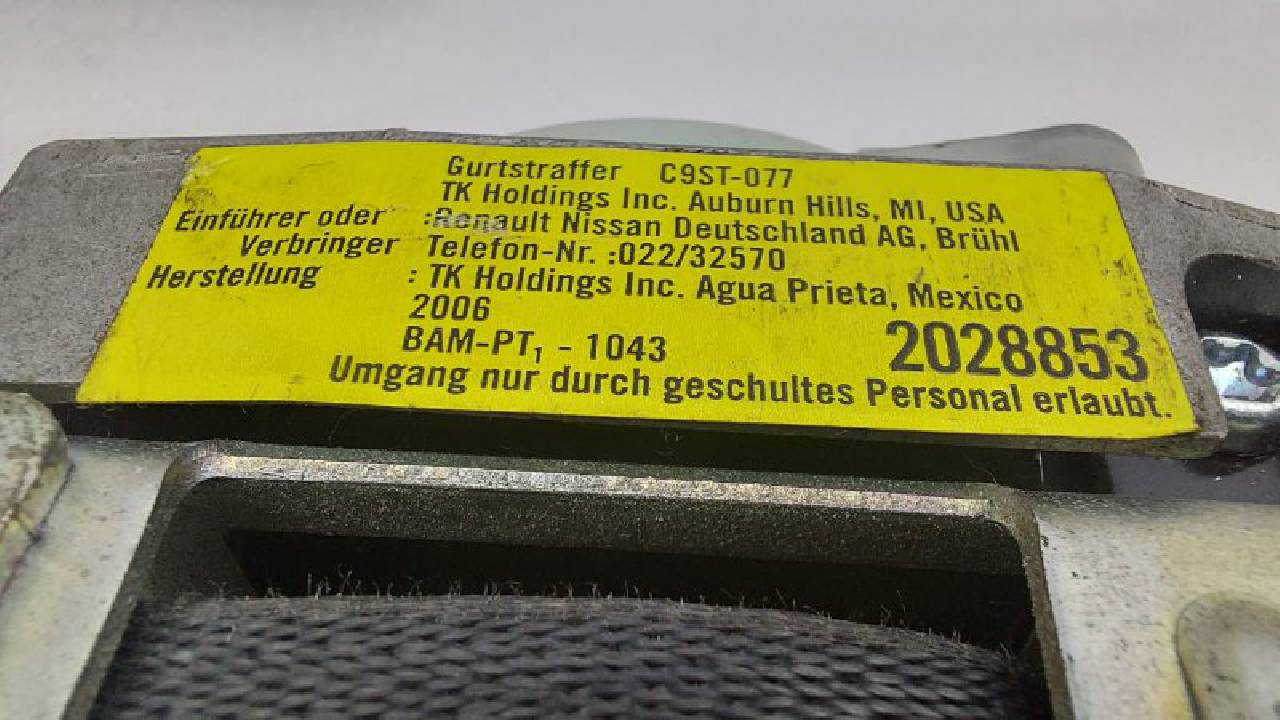 Gurtstraffer C9ST-077
TK Holdings Inc. Auburn Hills, MI, USA
Einführer oder :Renault Nissan Deutschland AG, Brühl
Verbringer Telefon-Nr. :022/32570
Herstellung : TK Holdings Inc. Agua Prieta, Mexico
2006
BAM-PT₁ - 1043 2028853
Umgang nur durch geschultes Personal erlaubt.